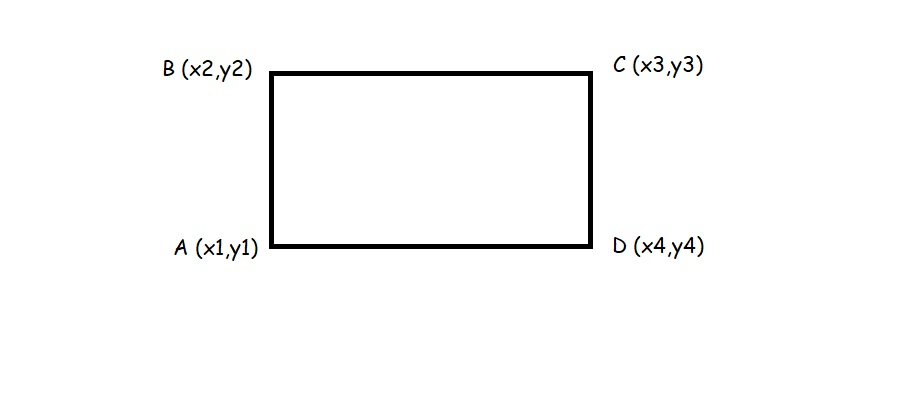 B (x2,y2)
C (x3,y3)
A (x1,y1)
D (x4,y4)